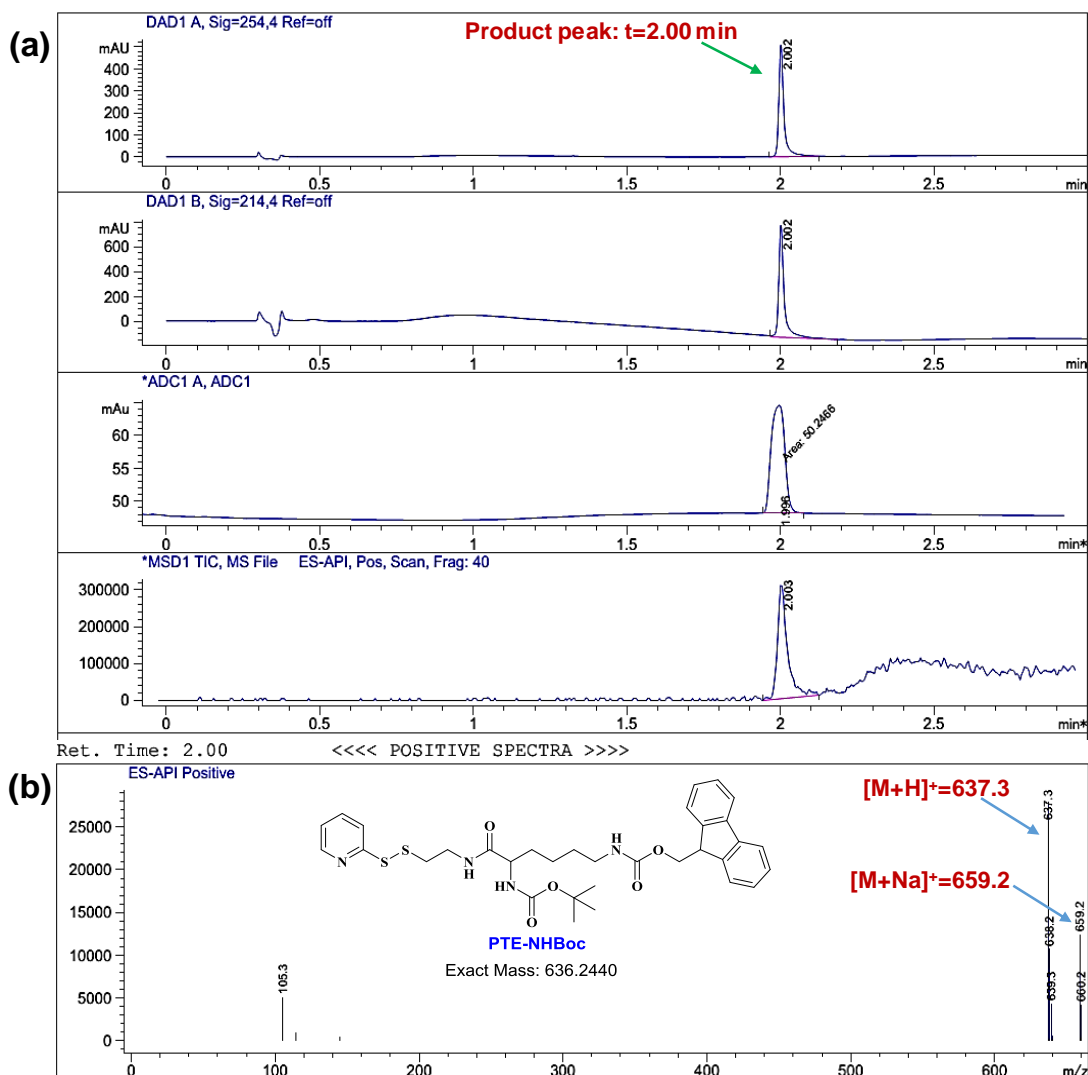 (a)
DAD1 A, Sig=254,4 Ref=off
Product peak: t=2.00 min
mAU
400
300
200
100
0
2.002
0 0.5 1 1.5 2 2.5 min
DAD1 B, Sig=214,4 Ref=off
mAU
600
400
200
0
2.002
0 0.5 1 1.5 2 2.5 min
*ADC1 A, ADC1
mAu
60
55
50
Area: 50.2466
1.996
0 0.5 1 1.5 2 2.5 min*
*MSD1 TIC, MS File ES-API, Pos, Scan, Frag: 40
300000
200000
100000
0
2.003
0 0.5 1 1.5 2 2.5 min*
Ret. Time: 2.00 <<<< POSITIVE SPECTRA >>>>
(b)
ES-API Positive
[M+H]+=637.3
637.3
[M+Na]+=659.2
659.2
638.2
639.3
660.2
105.3
25000
20000
15000
10000
5000
0
N S S N H O H N O O N H O O
PTE-NHBoc
Exact Mass: 636.2440
0 100 200 300 400 500 600 m/z